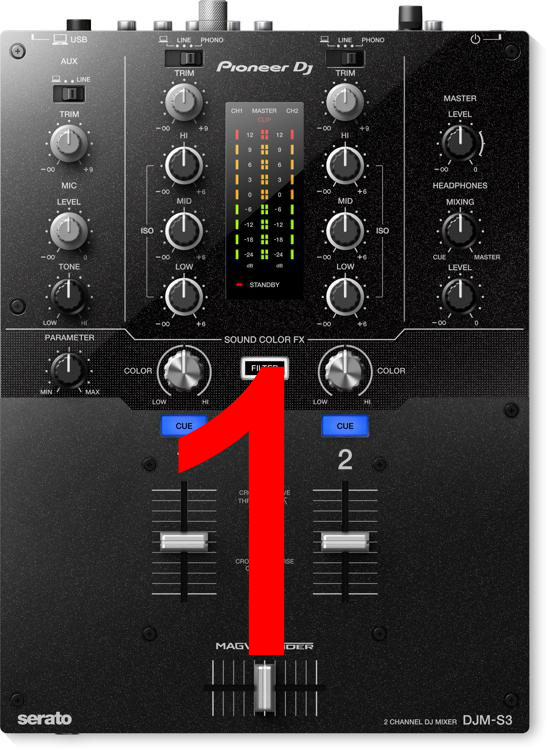 USB
LINE PHONO
LINE PHONO
AUX
Pioneer Dj
LINE
TRIM
TRIM
CH1 MASTER CH2
CLIP
MASTER
TRIM
-∞ +9
-∞ +9
LEVEL
HI
HI
12 12
9 9
6 6
3 3
0 0
-6 -6
-12 -12
-18 -18
-24 -24
dB dB
STANDBY
-∞ +9
-∞ 0
MIC
-∞ +6
-∞ +6
HEADPHONES
LEVEL
MID
MID
MIXING
ISO
ISO
-∞ 0
-∞ +6
-∞ +6
CUE MASTER
TONE
LOW
LOW
LEVEL
LOW HI
-∞ +6
-∞ +6
-∞ 0
PARAMETER
SOUND COLOR FX
COLOR
FILTER
COLOR
MIN MAX
LOW HI
LOW HI
CUE
CUE
1
2
serato
2 CHANNEL DJ MIXER DJM-S3